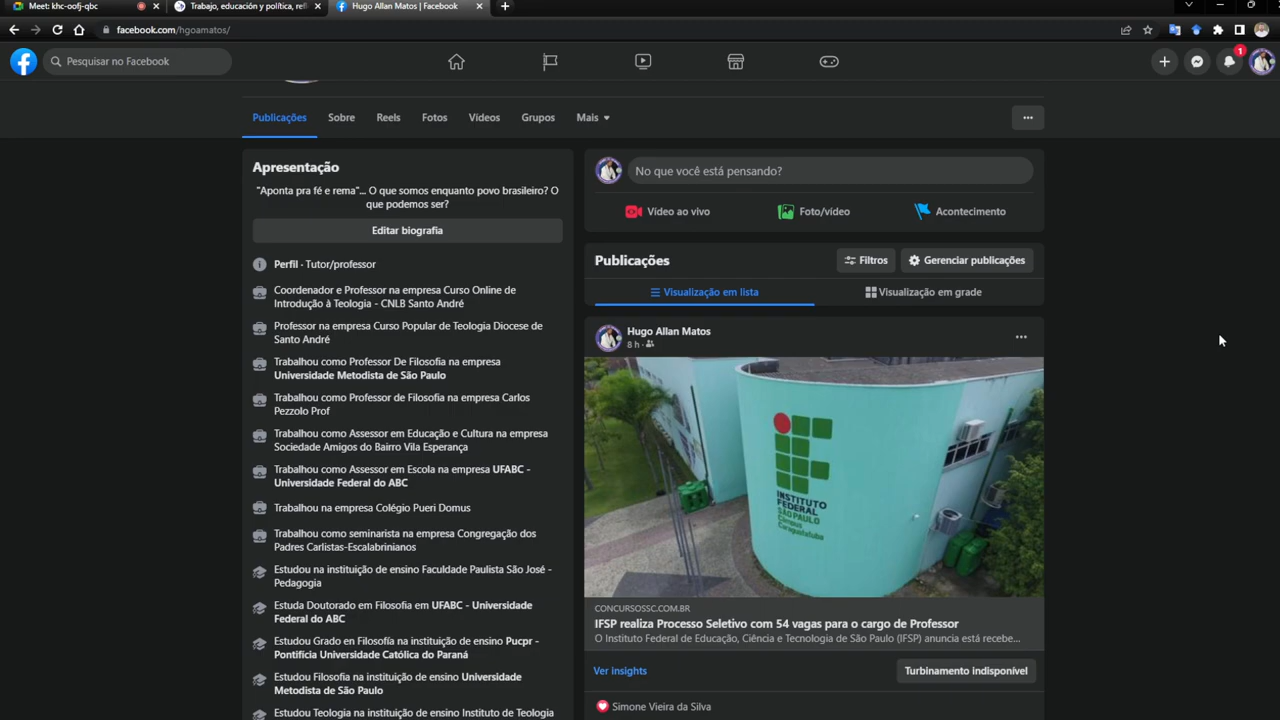 Meet: khc-oofj-qbc
Trabajo, educación y política, refl
Hugo Allan Matos | Facebook
facebook.com/hgoamatos/
Pesquisar no Facebook
1
Publicações
Sobre
Reels
Fotos
Vídeos
Grupos
Mais
Apresentação
"Aponta pra fé e rema"... O que somos enquanto povo brasileiro? O
que podemos ser?
Editar biografia
Perfil · Tutor/professor
Coordenador e Professor na empresa Curso Online de
Introdução à Teologia - CNLB Santo André
Professor na empresa Curso Popular de Teologia Diocese de
Santo André
Trabalhou como Professor De Filosofia na empresa
Universidade Metodista de São Paulo
Trabalhou como Professor de Filosofia na empresa Carlos
Pezzolo Prof
Trabalhou como Assessor em Educação e Cultura na empresa
Sociedade Amigos do Bairro Vila Esperança
Trabalhou como Assessor em Escola na empresa UFABC -
Universidade Federal do ABC
Trabalhou na empresa Colégio Pueri Domus
Trabalhou como seminarista na empresa Congregação dos
Padres Carlistas-Escalabrinianos
Estudou na instituição de ensino Faculdade Paulista São José -
Pedagogia
Estuda Doutorado em Filosofia em UFABC - Universidade
Federal do ABC
Estudou Grado en Filosofía na instituição de ensino Pucpr -
Pontifícia Universidade Católica do Paraná
Estudou Filosofia na instituição de ensino Universidade
Metodista de São Paulo
Estudou Teologia na instituição de ensino Instituto de Teologia
No que você está pensando?
Vídeo ao vivo
Foto/vídeo
Acontecimento
Publicações
Filtros
Gerenciar publicações
Visualização em lista
Visualização em grade
Hugo Allan Matos
8 h ·
INSTITUTO
FEDERAL
SÃO PAULO
Campus
Caraguatatuba
CONCURSOSSC.COM.BR
IFSP realiza Processo Seletivo com 54 vagas para o cargo de Professor
O Instituto Federal de Educação, Ciência e Tecnologia de São Paulo (IFSP) anuncia está recebe...
Ver insights
Turbinamento indisponível
Simone Vieira da Silva